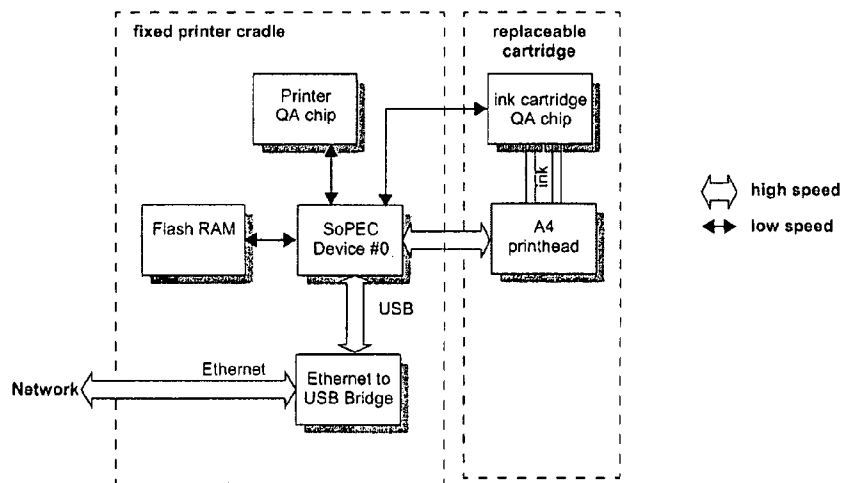 fixed printer cradle
replaceable
cartridge
Printer
QA chip
ink cartridge
QA chip
ink
high speed
low speed
Flash RAM
SoPEC
Device #0
A4
printhead
USB
Ethernet
Network
Ethernet to
USB Bridge